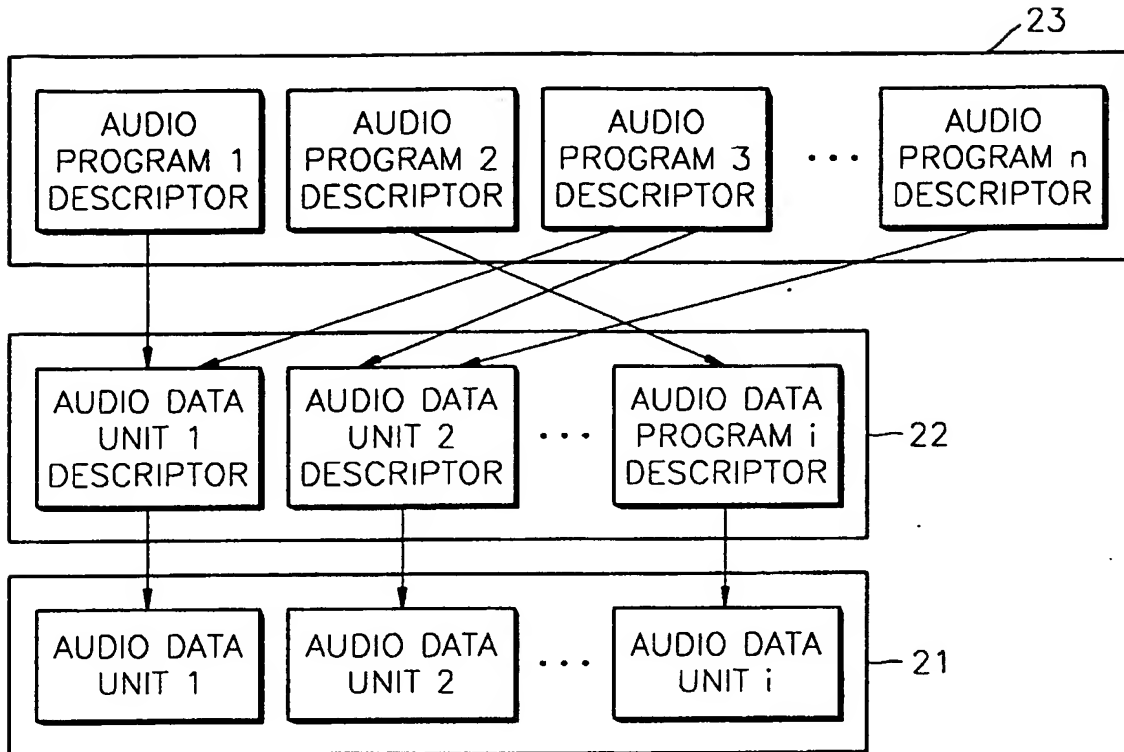 23
AUDIO
PROGRAM 1
DESCRIPTOR
AUDIO
PROGRAM 2
DESCRIPTOR
AUDIO
PROGRAM 3
DESCRIPTOR
...
AUDIO
PROGRAM n
DESCRIPTOR
AUDIO DATA
UNIT 1
DESCRIPTOR
AUDIO DATA
UNIT 2
DESCRIPTOR
...
AUDIO DATA
PROGRAM i
DESCRIPTOR
22
AUDIO DATA
UNIT 1
AUDIO DATA
UNIT 2
...
AUDIO DATA
UNIT i
21